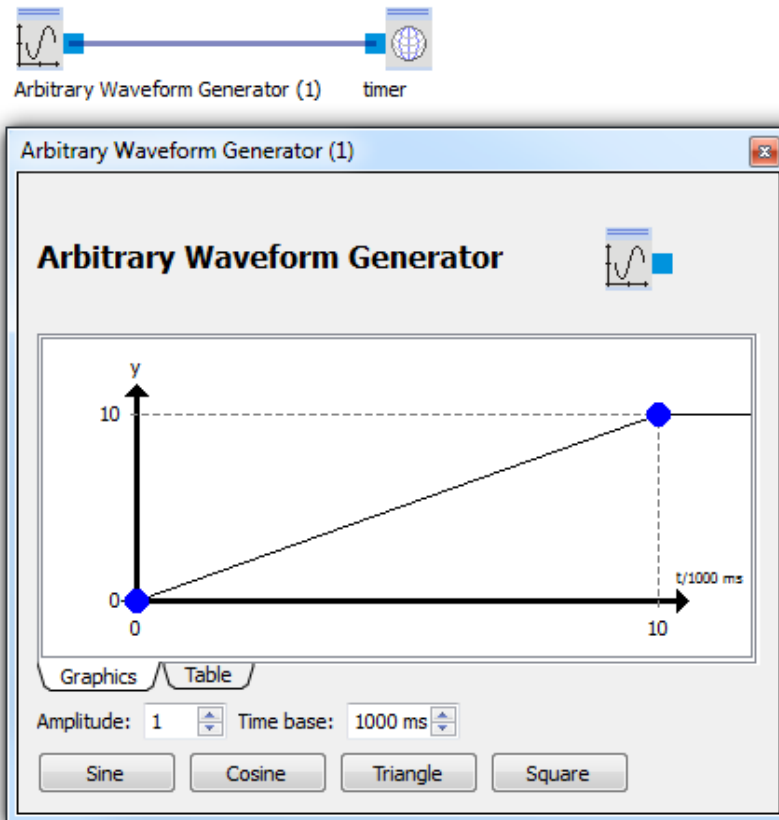 Arbitrary Waveform Generator (1) timer
Arbitrary Waveform Generator (1)
Arbitrary Waveform Generator
y
10
0
t/1000 ms
0 10
Graphics Table
Amplitude: 1 Time base: 1000 ms
Sine Cosine Triangle Square